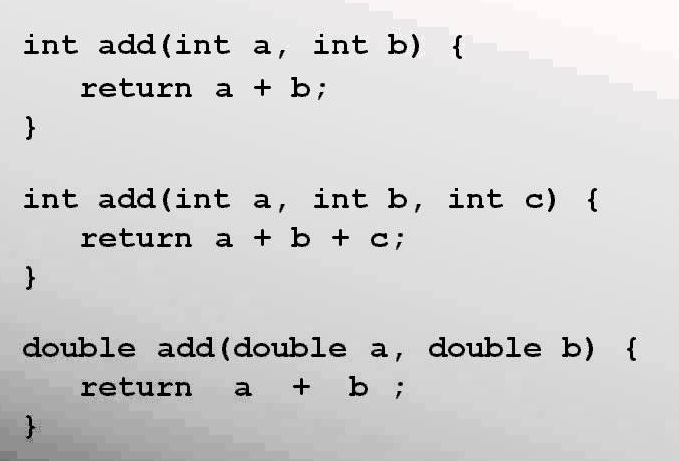 int add(int a, int b) {
   return a + b;
}
int add(int a, int b, int c) {
   return a + b + c;
}
double add(double a, double b) {
   return  a  +  b ;
}